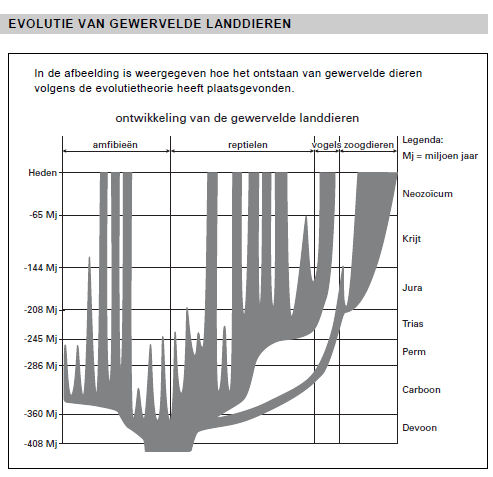 EVOLUTIE VAN GEWERVELDE LANDDIEREN
In de afbeelding is weergegeven hoe het ontstaan van gewervelde dieren
volgens de evolutietheorie heeft plaatsgevonden.
ontwikkeling van de gewervelde landdieren
amfibieën reptielen vogels zoogdieren
Legenda:
Mj = miljoen jaar
Heden
Neozoïcum
-65 Mj
Krijt
-144 Mj
Jura
-208 Mj
Trias
-245 Mj
Perm
-286 Mj
Carboon
-360 Mj
Devoon
-408 Mj